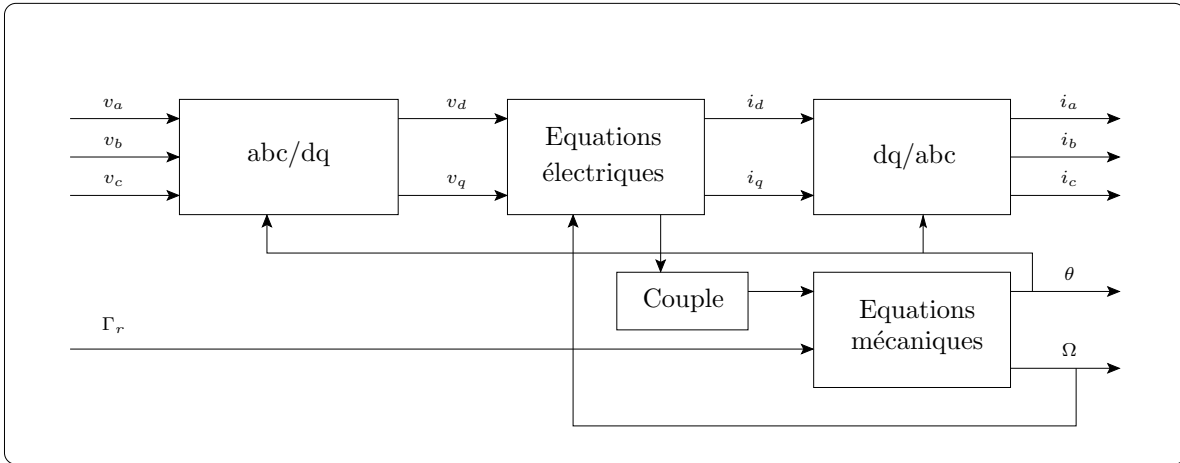 v_a
v_b
v_c
abc/dq
v_d
v_q
Equations
électriques
i_d
i_q
dq/abc
i_a
i_b
i_c
Couple
Γ_r
Equations
mécaniques
θ
Ω